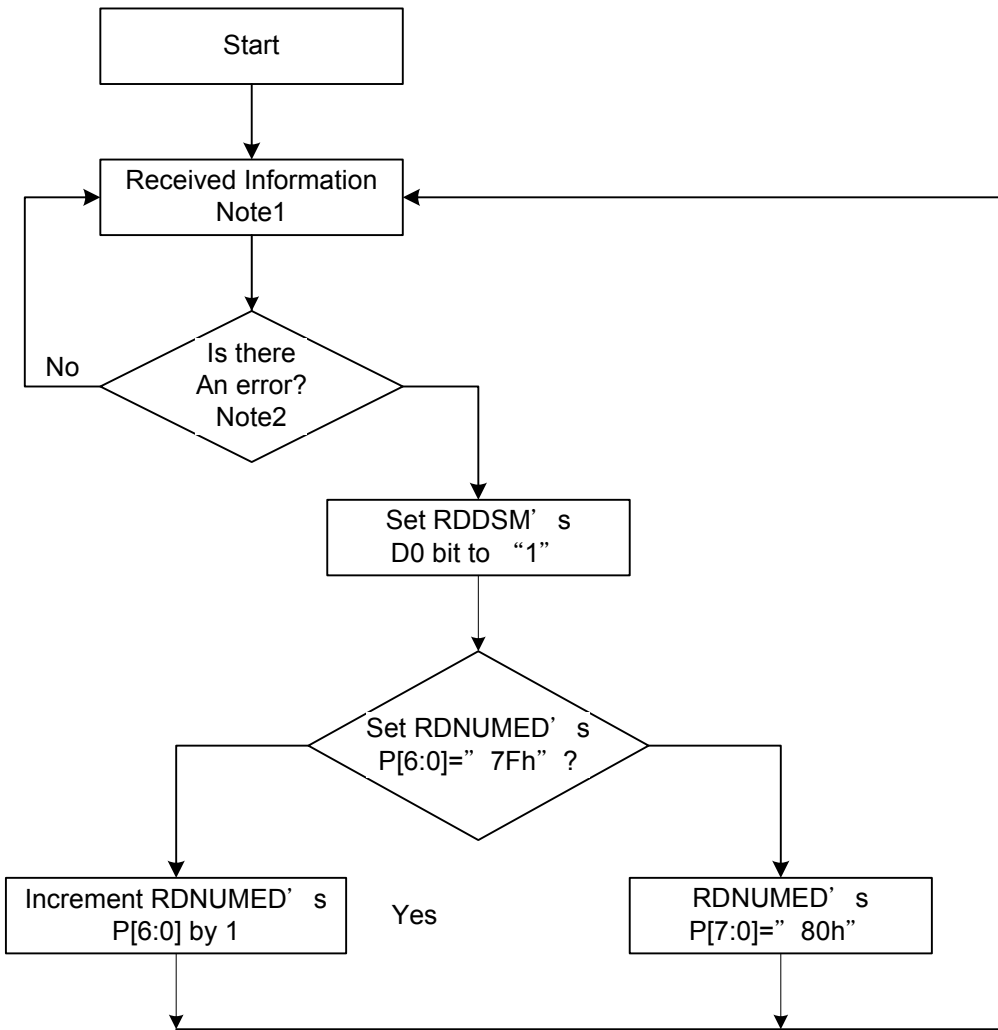 Start
Received Information
Note1
Is there
An error?
Note2
No
Set RDDSM’ s
D0 bit to “1”
Set RDNUMED’ s
P[6:0]=” 7Fh” ?
Increment RDNUMED’ s
P[6:0] by 1
Yes
RDNUMED’ s
P[7:0]=” 80h”